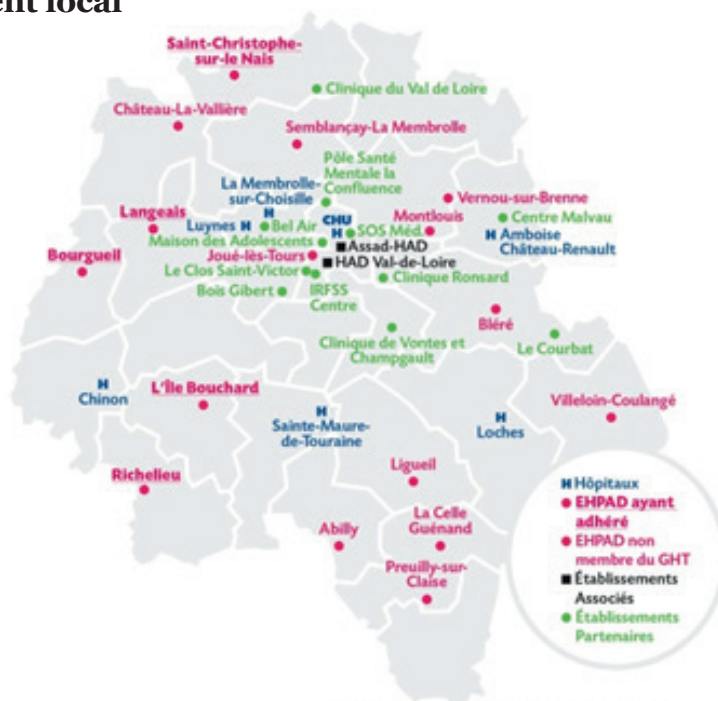 ent local
Saint-Christophe-
sur-le Nais
Clinique du Val de Loire
Château-La-Vallière
Semblançay-La Membrolle
Pôle Santé
Mentale la
Confluence
La Membrolle-
sur-Choisille
Vernou-sur-Brenne
Langeais
Luynes H
H
Bel Air
CHU
H
SOS Méd.
Montlouis
Centre Malvau
H Amboise
Château-Renault
Maison des Adolescents
Assad-HAD
Bourgueil
Joué-lès-Tours
HAD Val-de-Loire
Le Clos Saint-Victor
Clinique Ronsard
Bois Gibert
IRFSS
Centre
Bléré
Clinique de Vontes et
Champgault
Le Courbat
H
Chinon
L'Île Bouchard
H
Sainte-Maure-
de-Touraine
H
Loches
Villeloin-Coulangé
Richelieu
Ligueil
Abilly
La Celle
Guénand
Preuilly-sur-
Claise
H Hôpitaux
EHPAD ayant
adhéré
EHPAD non
membre du GHT
Établissements
Associés
Établissements
Partenaires